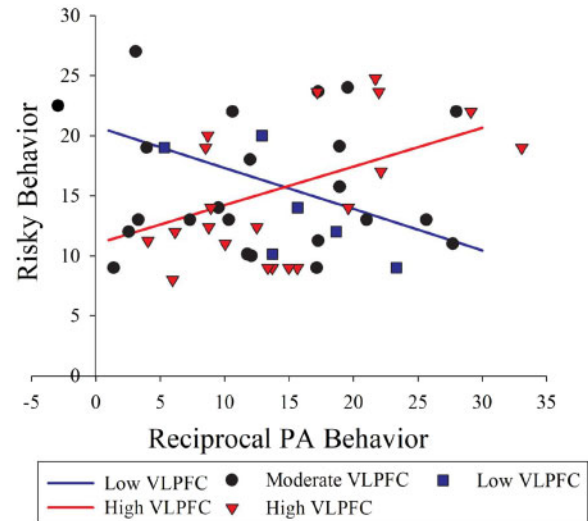 30
25
20
15
10
5
0
-5 0 5 10 15 20 25 30 35
Risky Behavior
Reciprocal PA Behavior
Low VLPFC Moderate VLPFC Low VLPFC
High VLPFC High VLPFC